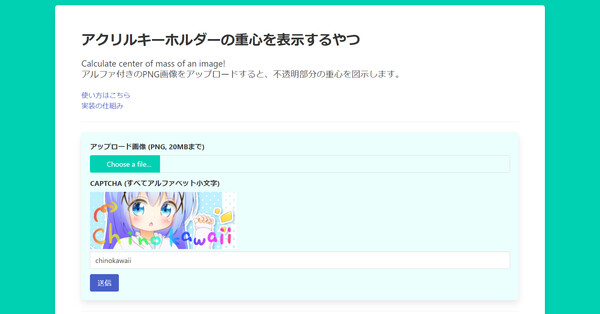 アクリルキーホルダーの重心を表示するやつ
Calculate center of mass of an image!
アルファ付きのPNG画像をアップロードすると、不透明部分の重心を図示します。
使い方はこちら
実装の仕組み
アップロード画像 (PNG, 20MBまで)
Choose a file...
CAPTCHA (すべてアルファベット小文字)
Chinokawaii
chinokawaii
送信